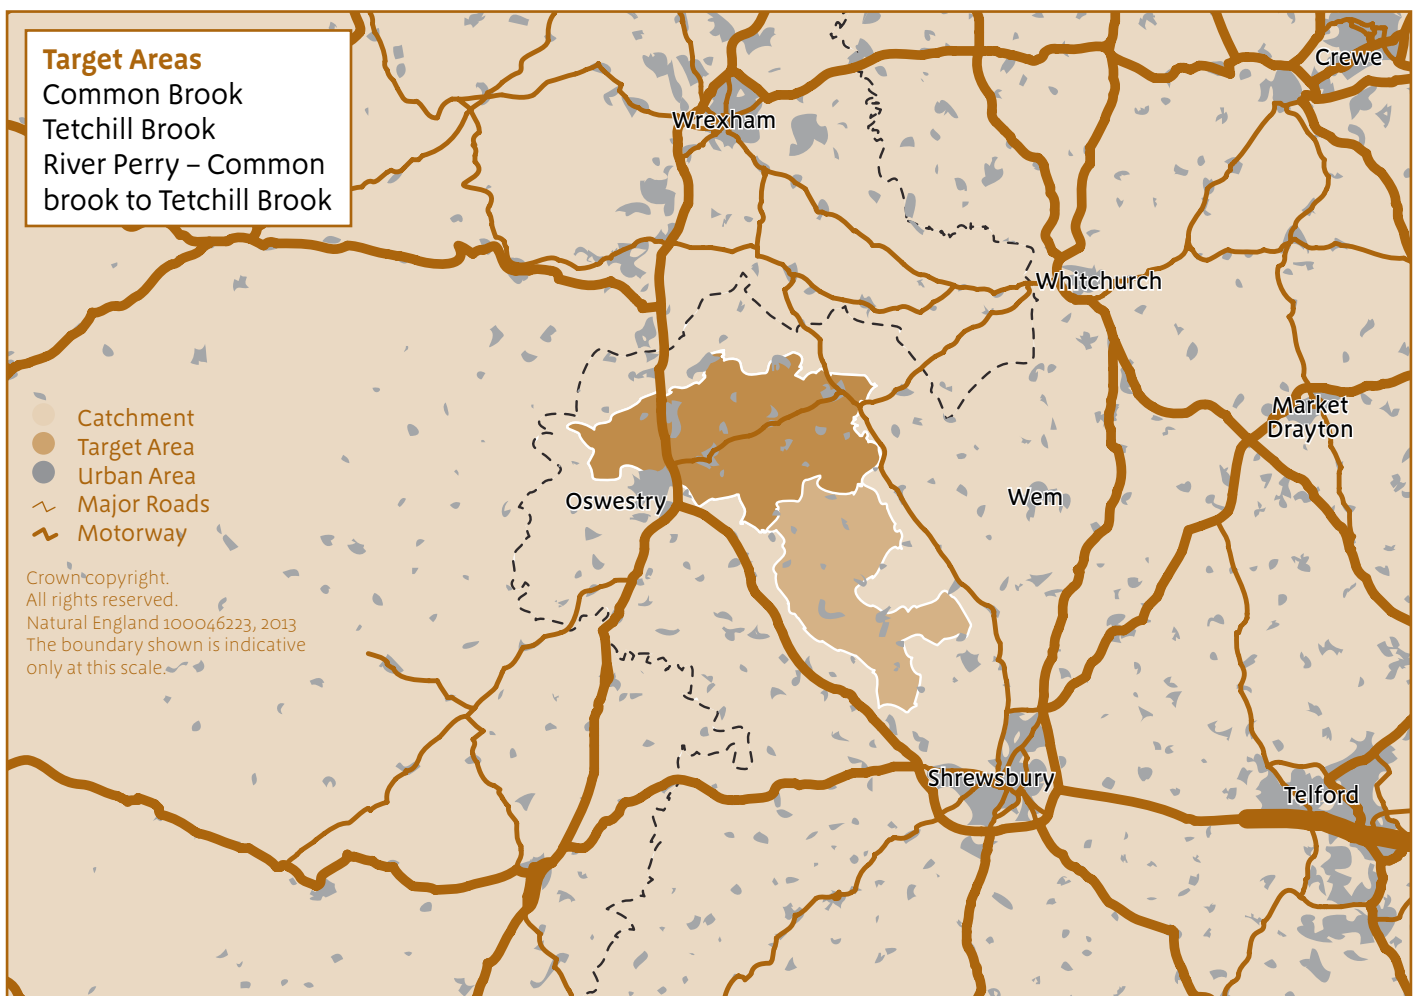 Target Areas
Common Brook
Tetchill Brook
River Perry – Common
brook to Tetchill Brook
Crewe
Wrexham
Whitchurch
Market
Drayton
Catchment
Target Area
Urban Area
Major Roads
Motorway
Oswestry
Wem
Crown copyright.
All rights reserved.
Natural England 100046223, 2013
The boundary shown is indicative
only at this scale.
Shrewsbury
Telford